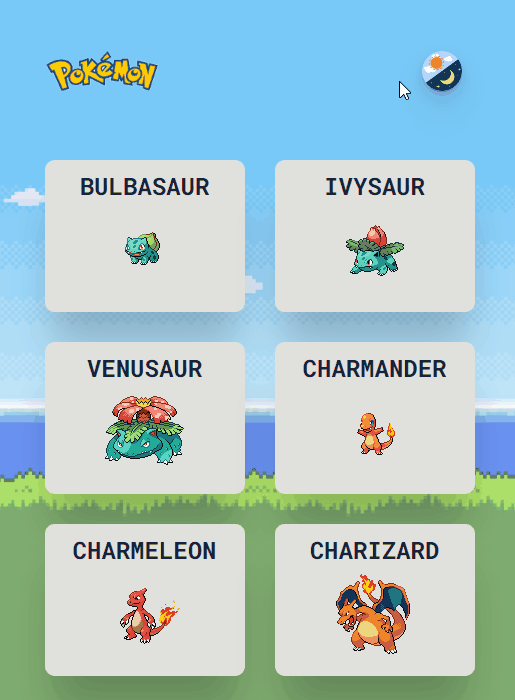 Pokémon
BULBASAUR
IVYSAUR
VENUSAUR
CHARMANDER
CHARMELEON
CHARIZARD